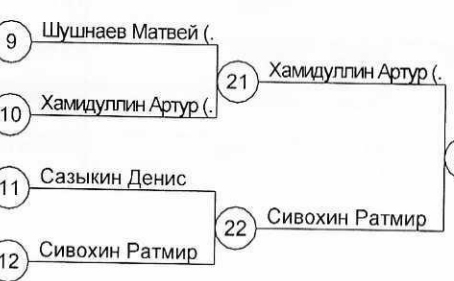 9 Шушнаев Матвей (.
21 Хамидуллин Артур (.
10 Хамидуллин Артур (.
11 Сазыкин Денис
22 Сивохин Ратмир
12 Сивохин Ратмир